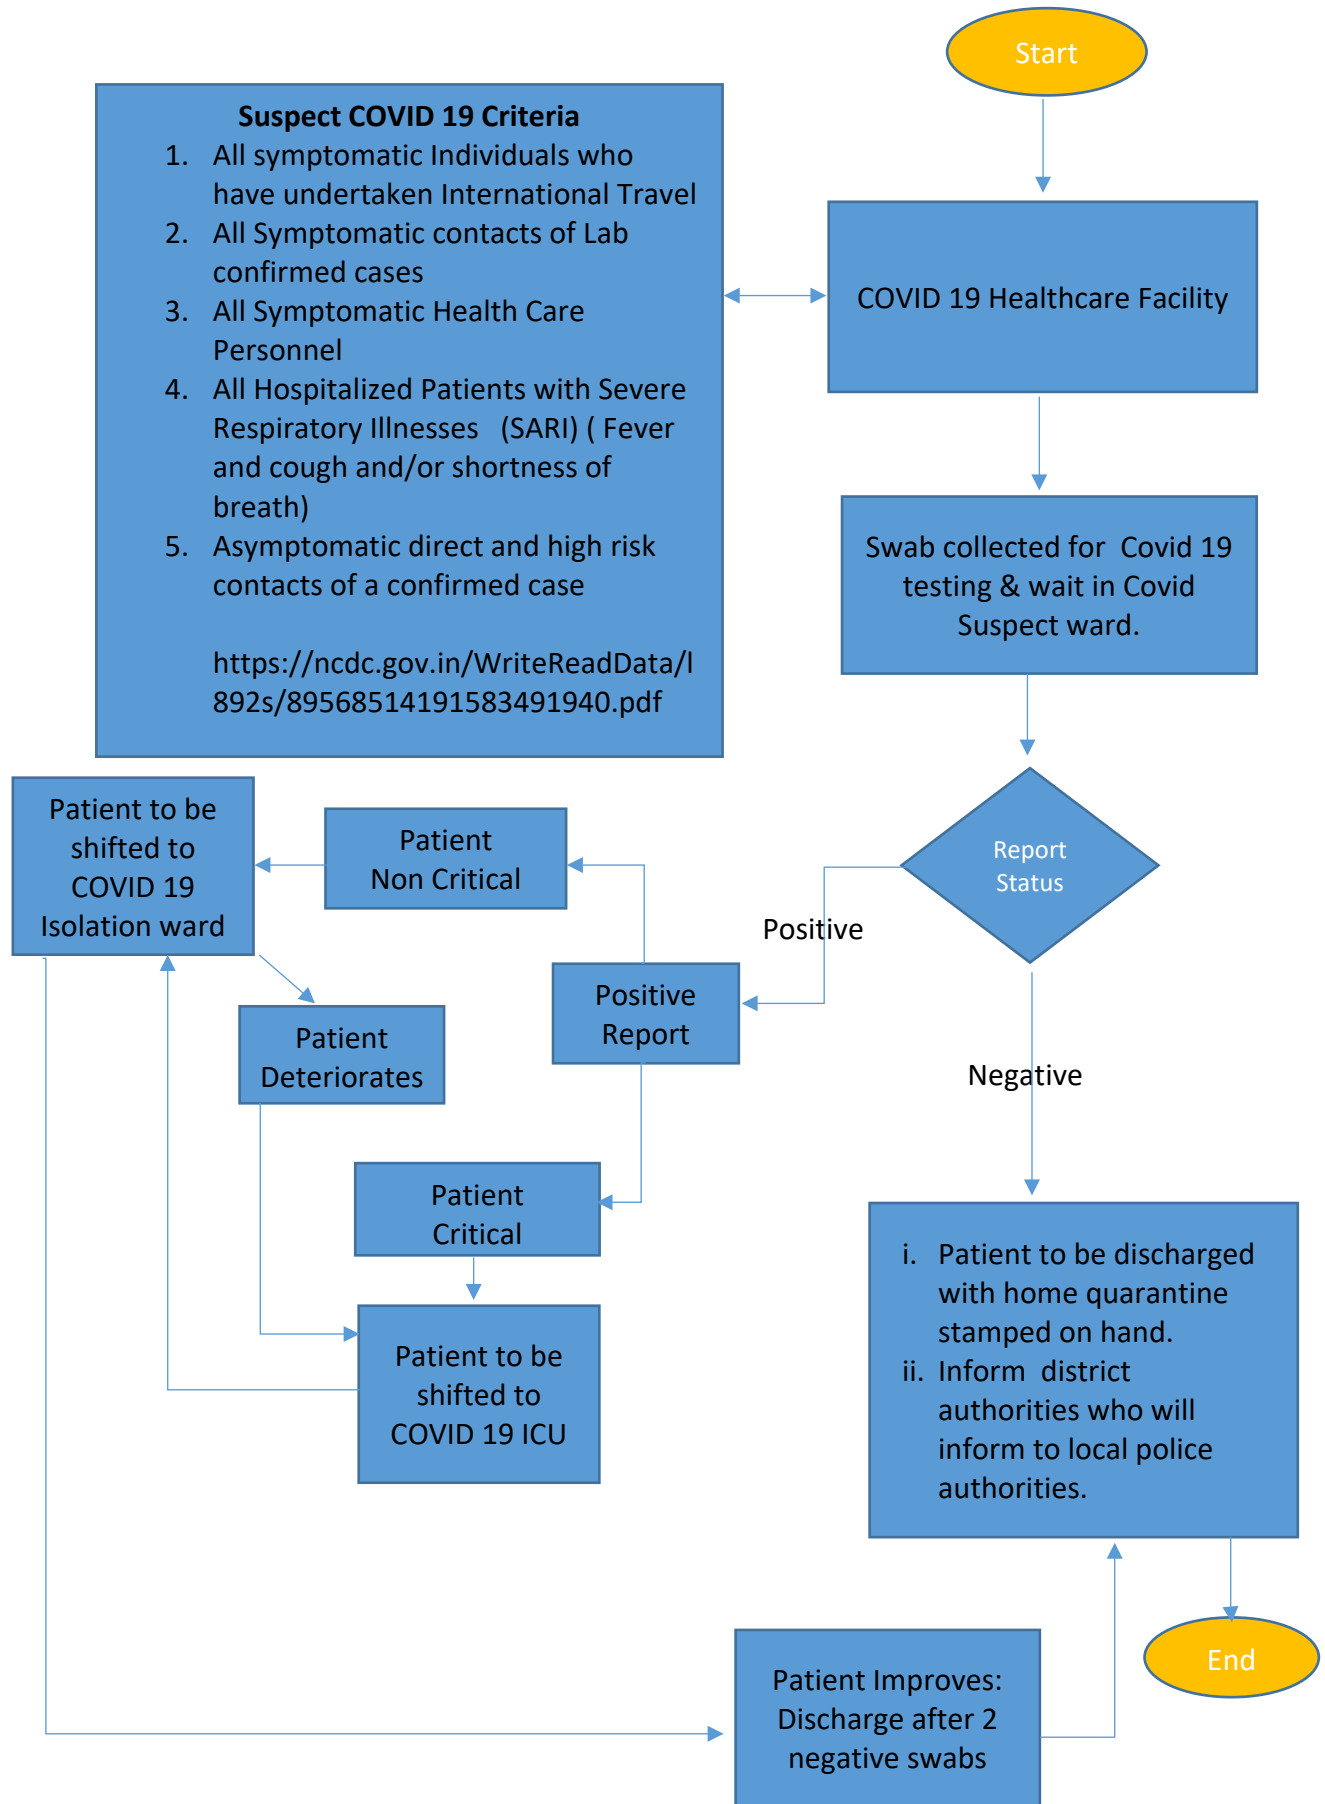 Start
Suspect COVID 19 Criteria
1. All symptomatic Individuals who
have undertaken International Travel
2. All Symptomatic contacts of Lab
confirmed cases
3. All Symptomatic Health Care
Personnel
4. All Hospitalized Patients with Severe
Respiratory Illnesses (SARI) ( Fever
and cough and/or shortness of
breath)
5. Asymptomatic direct and high risk
contacts of a confirmed case
https://ncdc.gov.in/WriteReadData/l
892s/89568514191583491940.pdf
COVID 19 Healthcare Facility
Swab collected for Covid 19
testing & wait in Covid
Suspect ward.
Report
Status
Positive
Negative
Positive
Report
Patient
Non Critical
Patient to be
shifted to
COVID 19
Isolation ward
Patient
Deteriorates
Patient
Critical
Patient to be
shifted to
COVID 19 ICU
i. Patient to be discharged
with home quarantine
stamped on hand.
ii. Inform district
authorities who will
inform to local police
authorities.
Patient Improves:
Discharge after 2
negative swabs
End